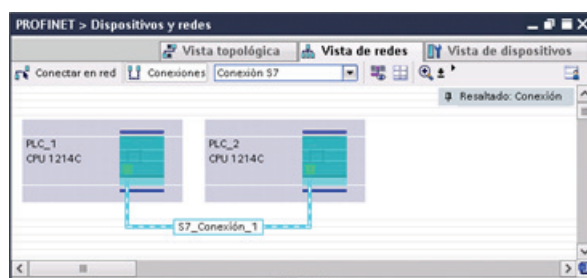 PROFINET > Dispositivos y redes
Vista topológica Vista de redes Vista de dispositivos
Conectar en red Conexiones Conexión S7
Resaltado: Conexión
PLC_1 PLC_2
CPU 1214C CPU 1214C
S7_Conexión_1